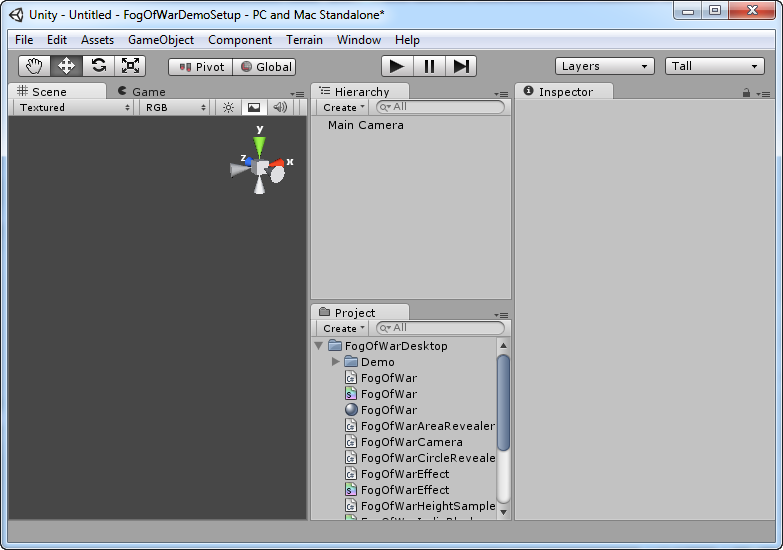 Unity - Untitled - FogOfWarDemoSetup - PC and Mac Standalone*
File Edit Assets GameObject Component Terrain Window Help
Pivot Global Layers Tall
Scene Game
Textured RGB
y
z
x
Hierarchy
Create All
Main Camera
Project
Create All
FogOfWarDesktop
Demo
FogOfWar
FogOfWar
FogOfWar
FogOfWarAreaRevealer
FogOfWarCamera
FogOfWarCircleReveale
FogOfWarEffect
FogOfWarEffect
FogOfWarHeightSample
Inspector